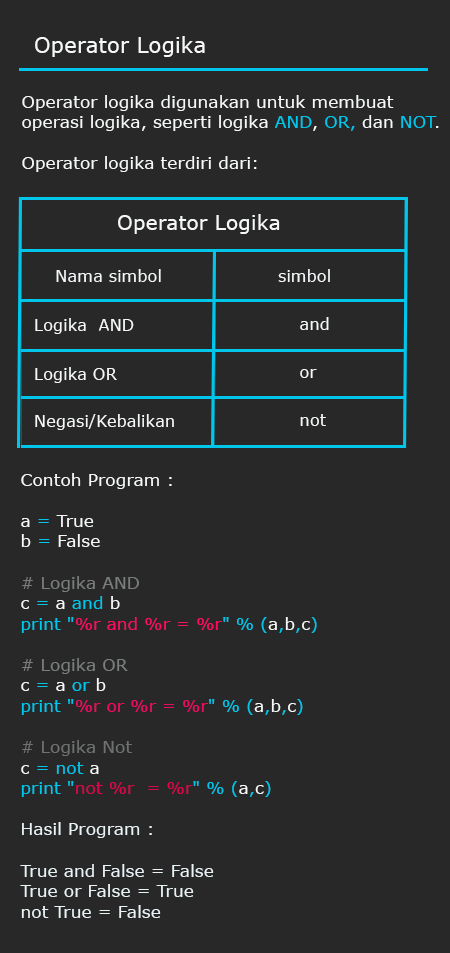 Operator Logika
Operator logika digunakan untuk membuat
operasi logika, seperti logika AND, OR, dan NOT.
Operator logika terdiri dari:
Operator Logika
Nama simbol simbol
Logika AND and
Logika OR or
Negasi/Kebalikan not
Contoh Program :
a = True
b = False
# Logika AND
c = a and b
print "%r and %r = %r" % (a,b,c)
# Logika OR
c = a or b
print "%r or %r = %r" % (a,b,c)
# Logika Not
c = not a
print "not %r  = %r" % (a,c)
Hasil Program :
True and False = False
True or False = True
not True = False